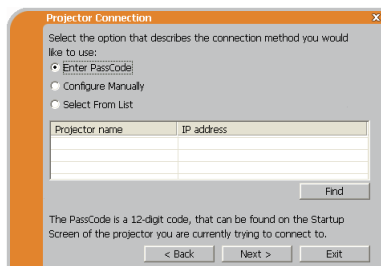 Projector Connection
x
Select the option that describes the connection method you would
like to use:
Enter PassCode
Configure Manually
Select From List
Projector name IP address
Find
The PassCode is a 12-digit code, that can be found on the Startup
Screen of the projector you are currently trying to connect to.
< Back Next > Exit